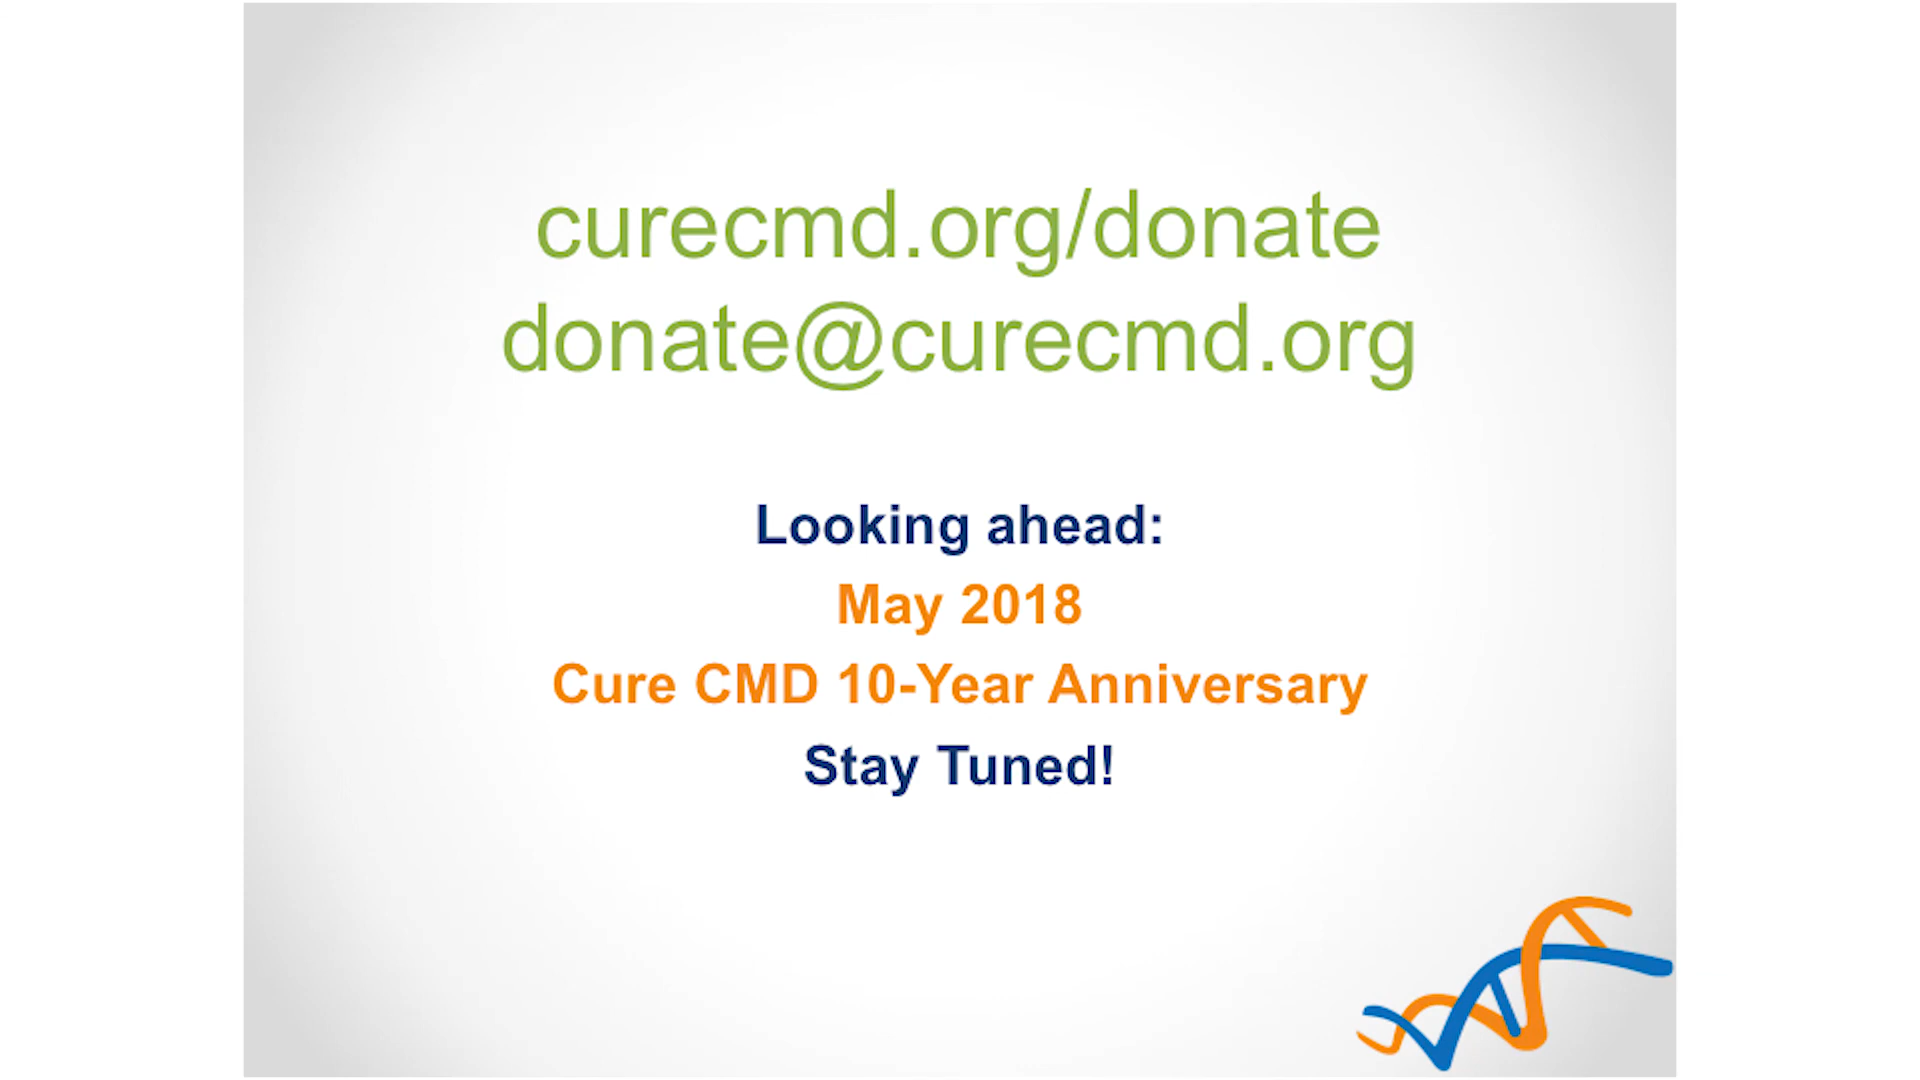 curecmd.org/donate
donate@curecmd.org
Looking ahead:
May 2018
Cure CMD 10-Year Anniversary
Stay Tuned!